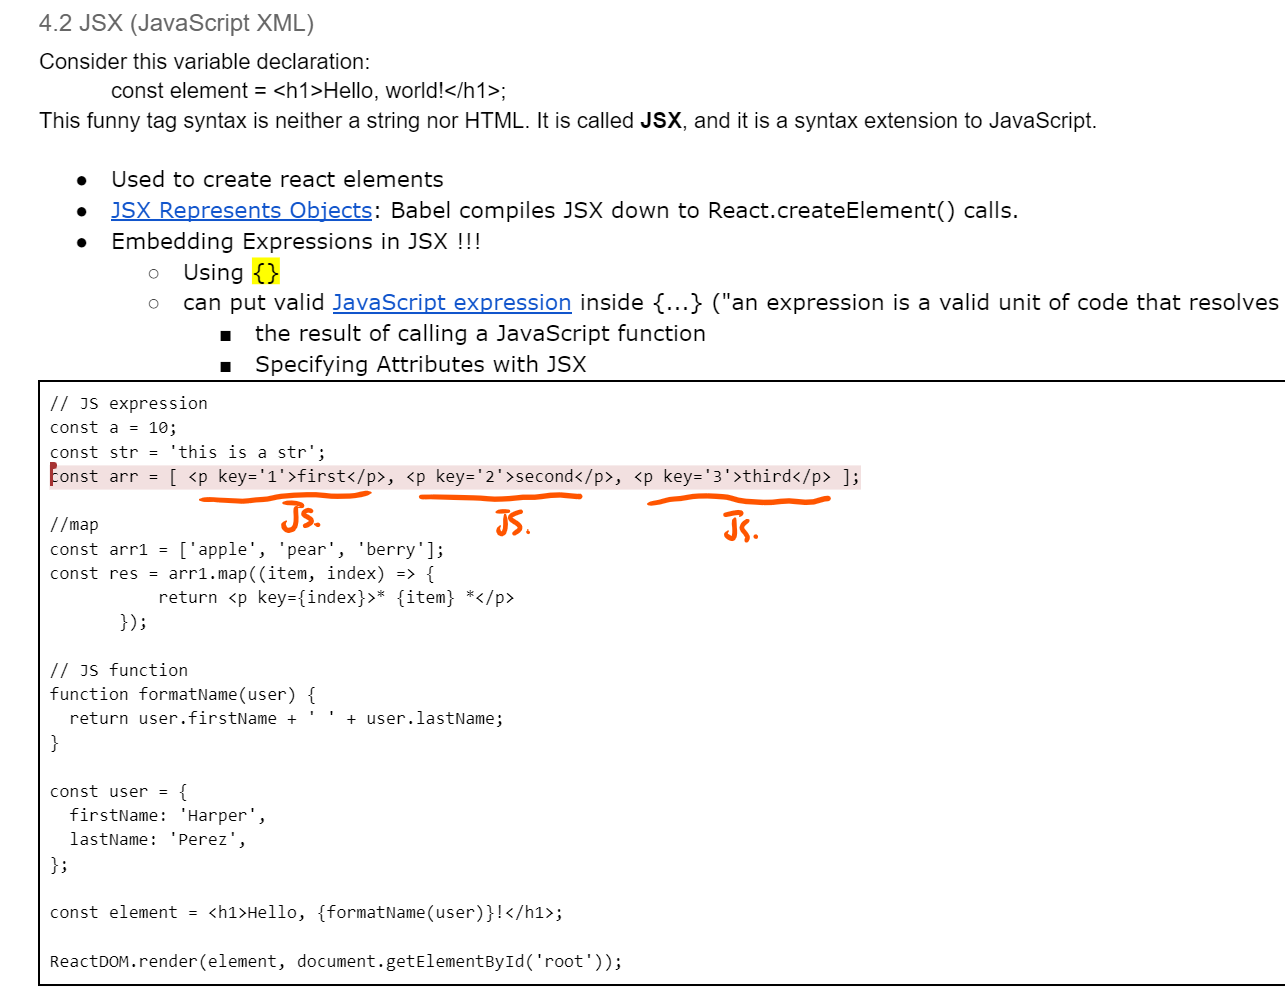 4.2 JSX (JavaScript XML)
Consider this variable declaration:
const element = <h1>Hello, world!</h1>;
This funny tag syntax is neither a string nor HTML. It is called JSX, and it is a syntax extension to JavaScript.
● Used to create react elements
● JSX Represents Objects: Babel compiles JSX down to React.createElement() calls.
● Embedding Expressions in JSX !!!
○ Using {}
○ can put valid JavaScript expression inside {...} ("an expression is a valid unit of code that resolves
■ the result of calling a JavaScript function
■ Specifying Attributes with JSX
// JS expression
const a = 10;
const str = 'this is a str';
const arr = [ <p key='1'>first</p>, <p key='2'>second</p>, <p key='3'>third</p> ];
JS. JS. JS.
//map
const arr1 = ['apple', 'pear', 'berry'];
const res = arr1.map((item, index) => {
return <p key={index}>* {item} *</p>
});
// JS function
function formatName(user) {
return user.firstName + ' ' + user.lastName;
}
const user = {
firstName: 'Harper',
lastName: 'Perez',
};
const element = <h1>Hello, {formatName(user)}!</h1>;
ReactDOM.render(element, document.getElementById('root'));